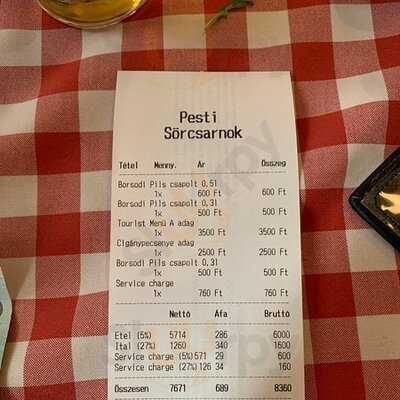 Pesti
Sörcsarnok
Tétel Menny. Ár Összeg
Borsodi Pils csapolt 0,5l
1x 600 Ft 600 Ft
Borsodi Pils csapolt 0,3l
1x 500 Ft 500 Ft
Tourist Menü A adag
1x 3500 Ft 3500 Ft
Cigánypecsenye adag
1x 2500 Ft 2500 Ft
Borsodi Pils csapolt 0,3l
1x 500 Ft 500 Ft
Service charge
1x 760 Ft 760 Ft
Nettó Áfa Bruttó
Étel (5%) 5714 286 6000
Ital (27%) 1260 340 1600
Service charge (5%) 571 29 600
Service charge (27%) 126 34 160
Összesen 7671 689 8360